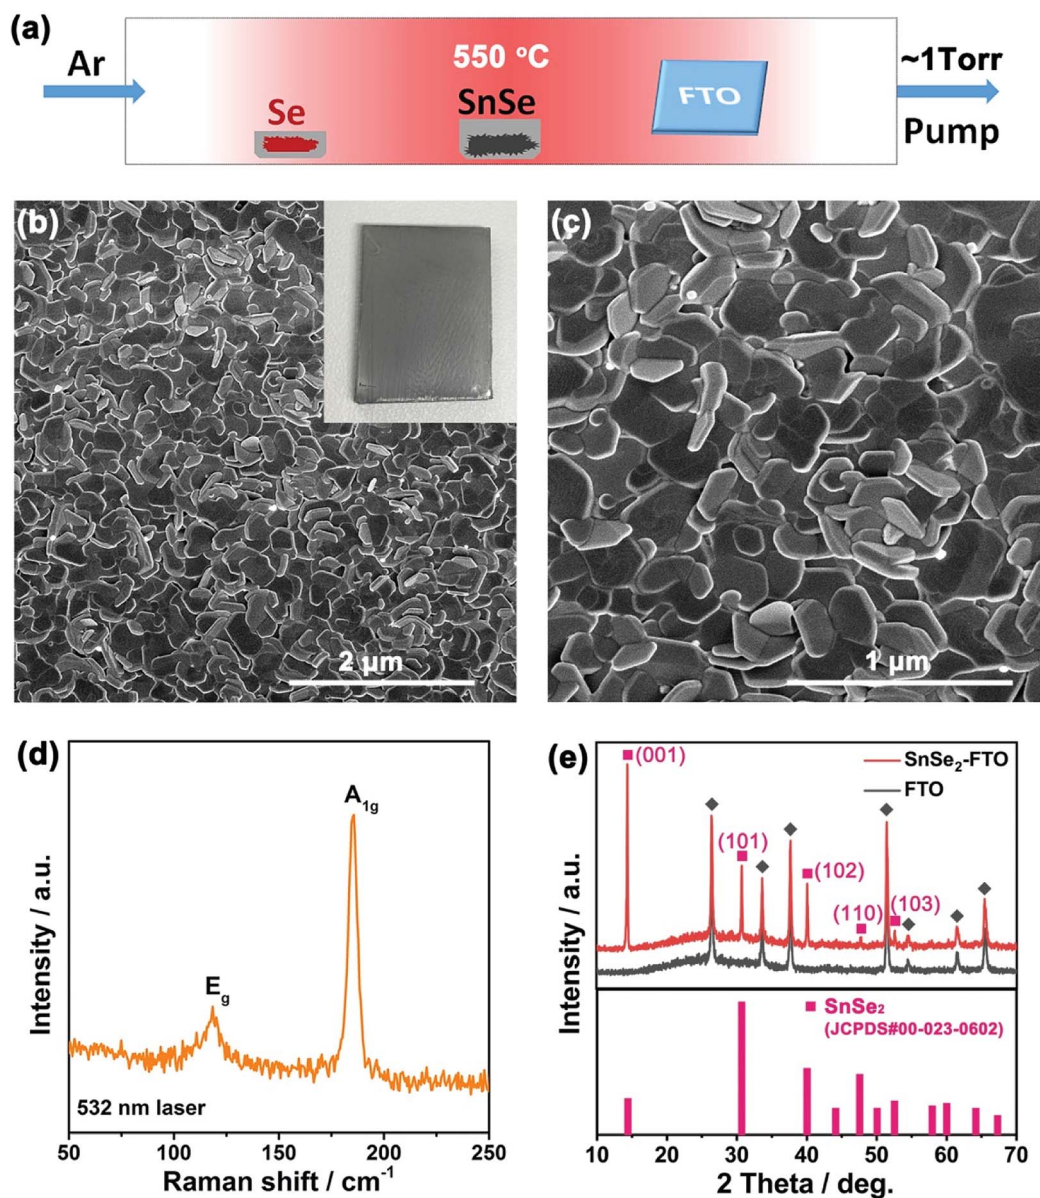 (a)
Ar
Se
550 °C
SnSe
FTO
~1Torr
Pump
(b)
2 µm
(c)
1 µm
(d)
Intensity / a.u.
E_g
A_1g
532 nm laser
50 100 150 200 250
Raman shift / cm⁻¹
(e)
Intensity / a.u.
(001)
(101)
(102)
(110)
(103)
SnSe₂-FTO
FTO
SnSe₂
(JCPDS#00-023-0602)
10 20 30 40 50 60 70
2 Theta / deg.